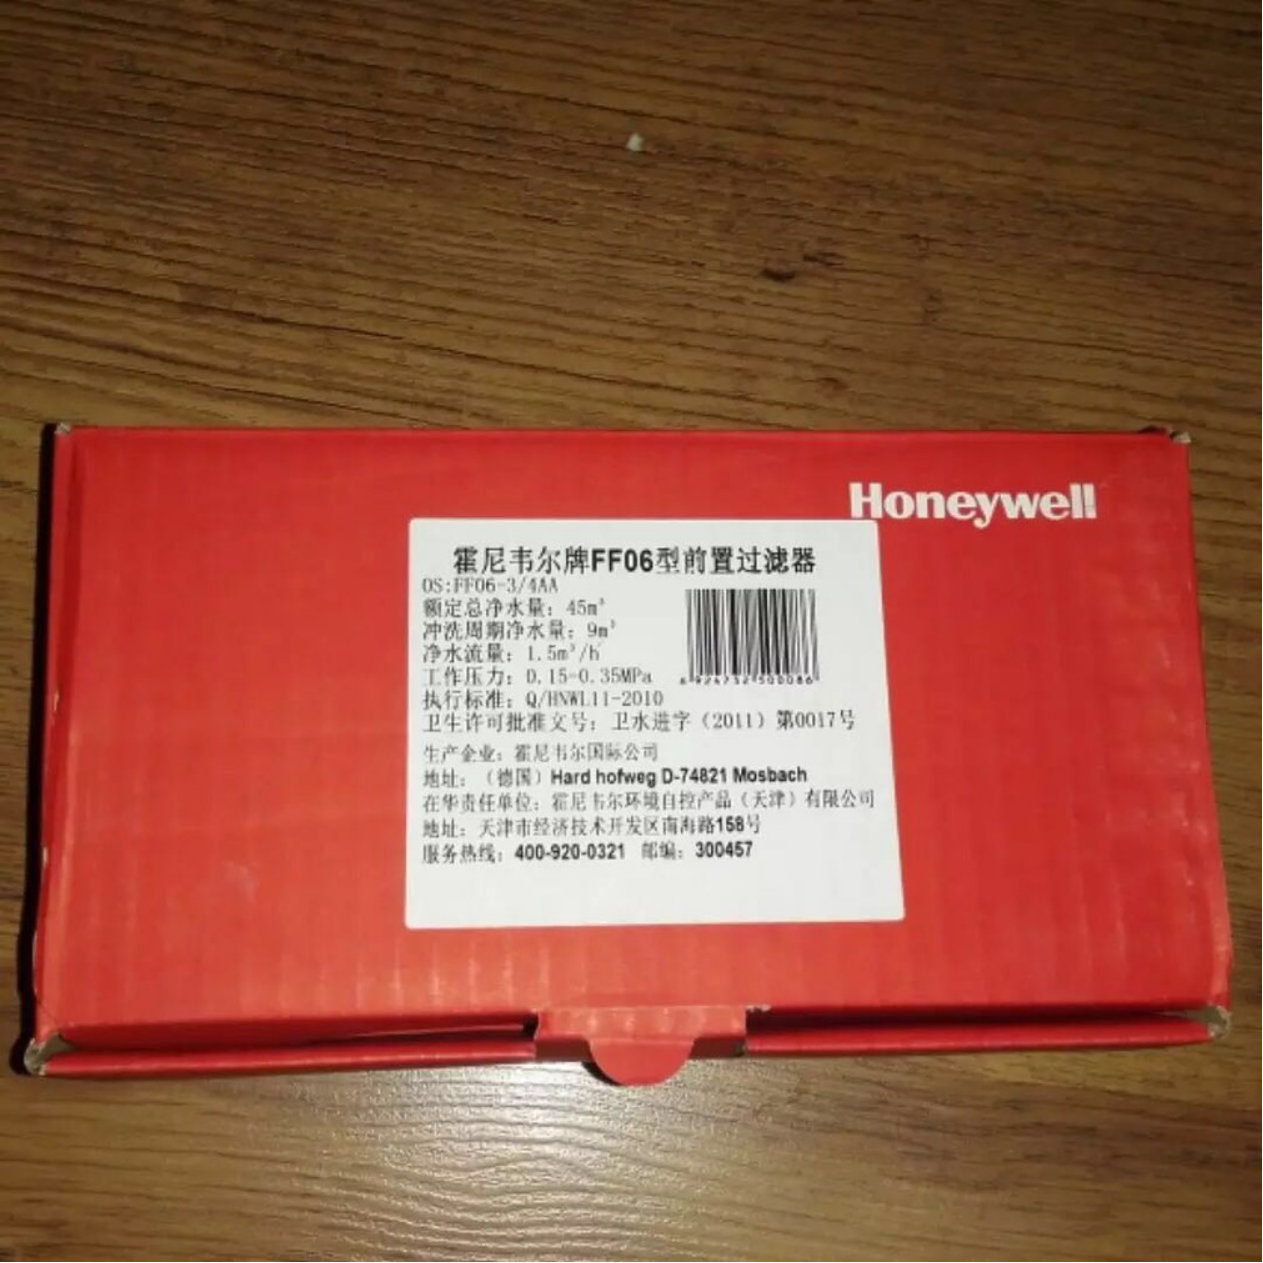 Honeywell
霍尼韦尔牌FF06型前置过滤器
OS:FF06-3/4AA
额定总净水量：45m³
冲洗周期净水量：9m³
净水流量：1.5m³/h
工作压力：0.15-0.35MPa
6 924732 500086
执行标准：Q/HNWL11-2010
卫生许可批准文号：卫水进字（2011）第0017号
生产企业：霍尼韦尔国际公司
地址：（德国）Hard hofweg D-74821 Mosbach
在华责任单位：霍尼韦尔环境自控产品（天津）有限公司
地址：天津市经济技术开发区南海路158号
服务热线：400-920-0321 邮编：300457